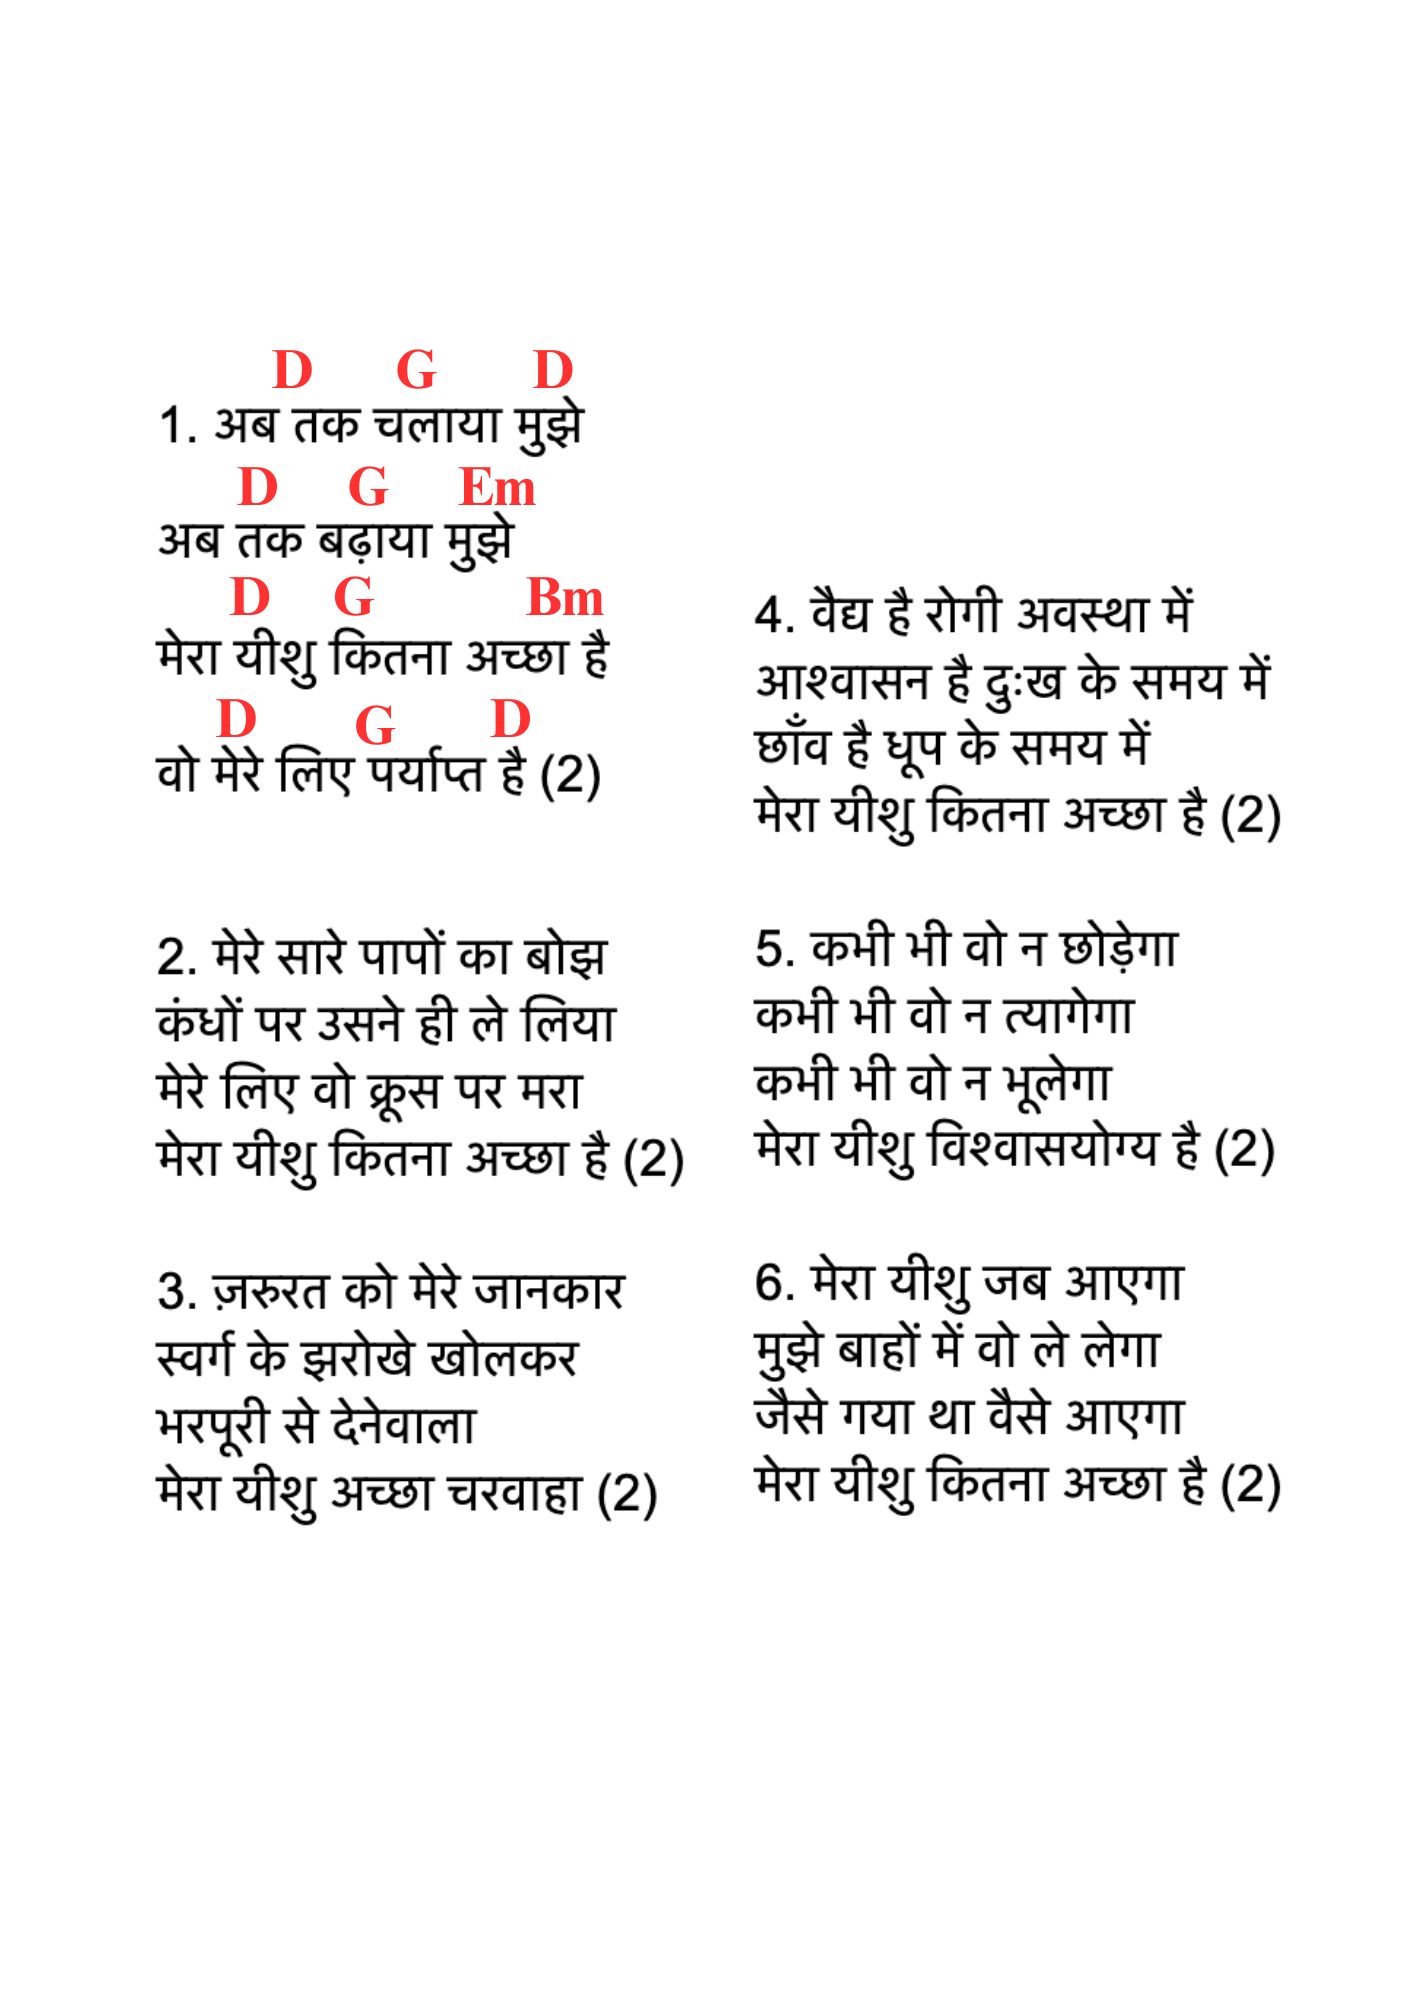 D G D
1. अब तक चलाया मुझे
D G Em
अब तक बढ़ाया मुझे
D G Bm
मेरा यीशु कितना अच्छा है
D G D
वो मेरे लिए पर्याप्त है (2)
2. मेरे सारे पापों का बोझ
कंधों पर उसने ही ले लिया
मेरे लिए वो क्रूस पर मरा
मेरा यीशु कितना अच्छा है (2)
3. ज़रुरत को मेरे जानकार
स्वर्ग के झरोखे खोलकर
भरपूरी से देनेवाला
मेरा यीशु अच्छा चरवाहा (2)
4. वैद्य है रोगी अवस्था में
आश्वासन है दुःख के समय में
छाँव है धूप के समय में
मेरा यीशु कितना अच्छा है (2)
5. कभी भी वो न छोड़ेगा
कभी भी वो न त्यागेगा
कभी भी वो न भूलेगा
मेरा यीशु विश्वासयोग्य है (2)
6. मेरा यीशु जब आएगा
मुझे बाहों में वो ले लेगा
जैसे गया था वैसे आएगा
मेरा यीशु कितना अच्छा है (2)